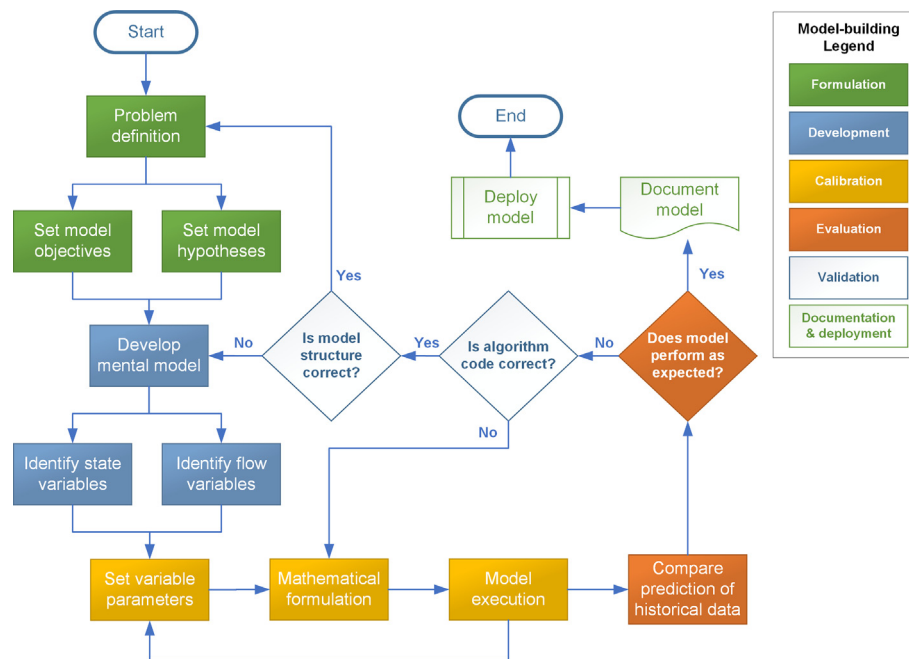 Start
Problem
definition
Set model
objectives
Set model
hypotheses
Develop
mental model
Identify state
variables
Identify flow
variables
Set variable
parameters
Mathematical
formulation
Model
execution
Compare
prediction of
historical data
Does model
perform as
expected?
Yes
No
Is algorithm
code correct?
Yes
No
Is model
structure
correct?
Yes
No
Document
model
Deploy
model
End
Model-building
Legend
Formulation
Development
Calibration
Evaluation
Validation
Documentation
& deployment